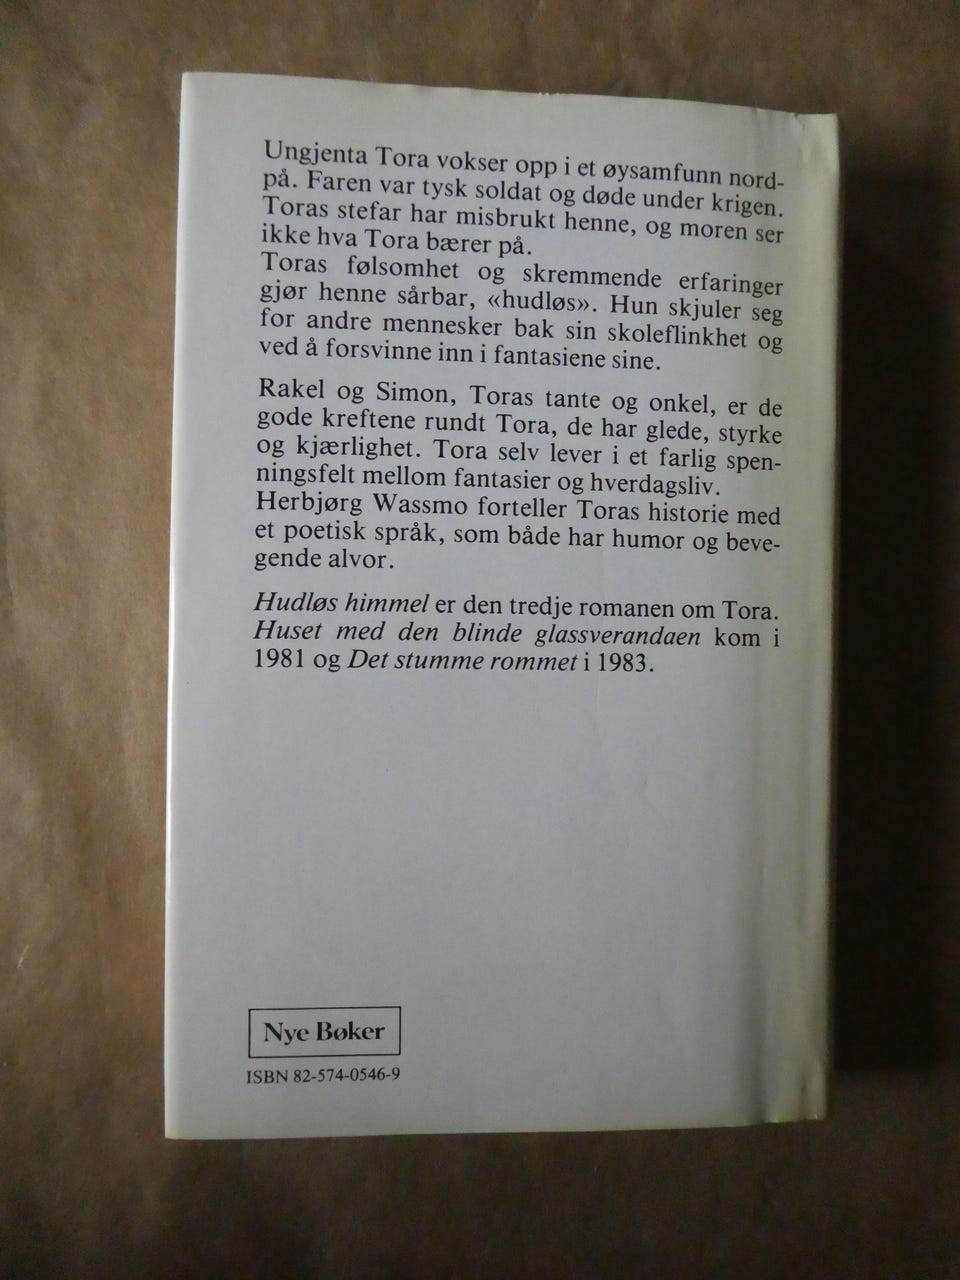 Ungjenta Tora vokser opp i et øysamfunn nord-
på. Faren var tysk soldat og døde under krigen.
Toras stefar har misbrukt henne, og moren ser
ikke hva Tora bærer på.
Toras følsomhet og skremmende erfaringer
gjør henne sårbar, «hudløs». Hun skjuler seg
for andre mennesker bak sin skoleflinkhet og
ved å forsvinne inn i fantasiene sine.
Rakel og Simon, Toras tante og onkel, er de
gode kreftene rundt Tora, de har glede, styrke
og kjærlighet. Tora selv lever i et farlig spen-
ningsfelt mellom fantasier og hverdagsliv.
Herbjørg Wassmo forteller Toras historie med
et poetisk språk, som både har humor og beve-
gende alvor.
Hudløs himmel er den tredje romanen om Tora.
Huset med den blinde glassverandaen kom i
1981 og Det stumme rommet i 1983.
Nye Bøker
ISBN 82-574-0546-9